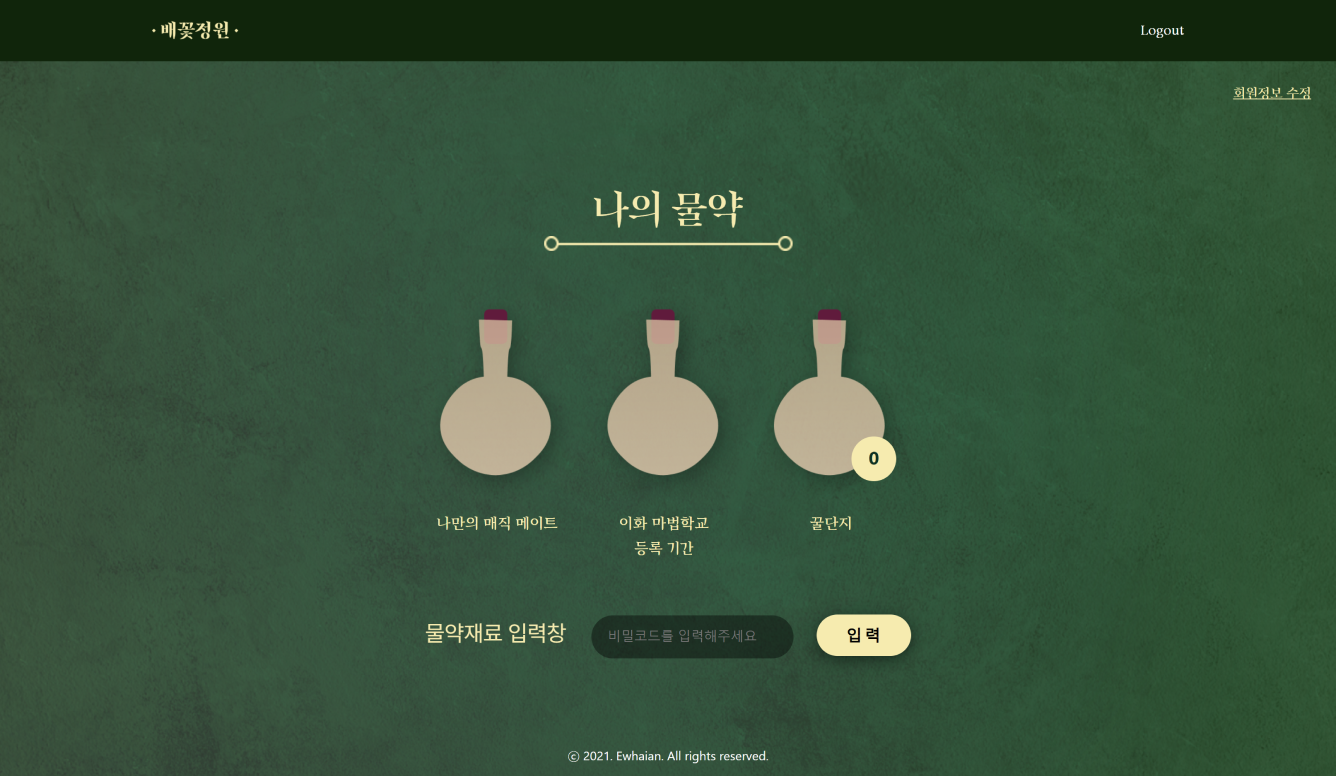 · 배꽃정원 ·
Logout
회원정보 수정
나의 물약
0
나만의 매직 메이트
이화 마법학교
등록 기간
꿀단지
물약재료 입력창
비밀코드를 입력해주세요
입 력
ⓒ 2021. Ewhaian. All rights reserved.